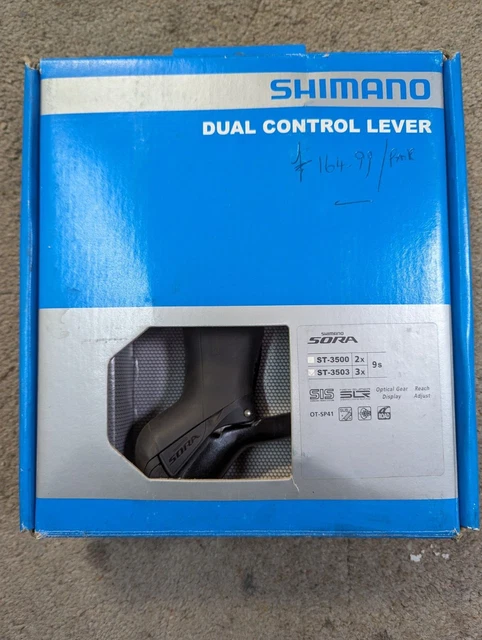 SHIMANO
DUAL CONTROL LEVER
164.99/
SHIMANO
SORA
ST-3500 2x
ST-3503 3x
9s
SIS SLR Optical Gear Display Reach Adjust
OT-SP41
ROAD
SORA